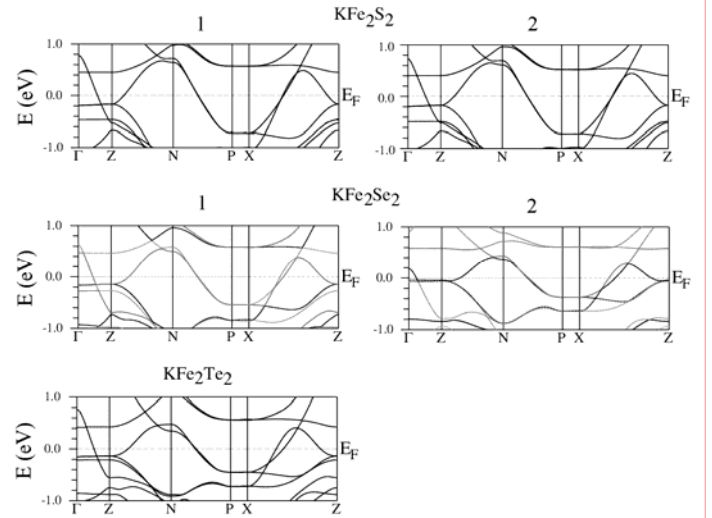 KFe2S2
1 2
E (eV)
1.0
0.0
-1.0
Γ Z N P X Z
EF
1.0
0.0
-1.0
Γ Z N P X Z
EF
KFe2Se2
1 2
E (eV)
1.0
0.0
-1.0
Γ Z N P X Z
EF
1.0
0.0
-1.0
Γ Z N P X Z
EF
KFe2Te2
E (eV)
1.0
0.0
-1.0
Γ Z N P X Z
EF